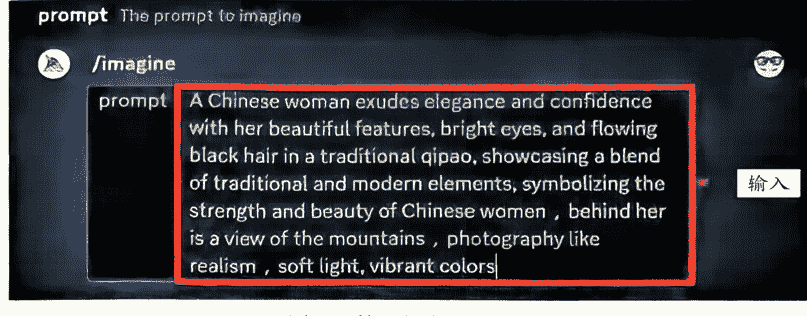 prompt The prompt to imagine
/imagine
prompt A Chinese woman exudes elegance and confidence
with her beautiful features, bright eyes, and flowing
black hair in a traditional qipao, showcasing a blend
of traditional and modern elements, symbolizing the
输入
strength and beauty of Chinese women , behind her
is a view of the mountains , photography like
realism , soft light, vibrant colors